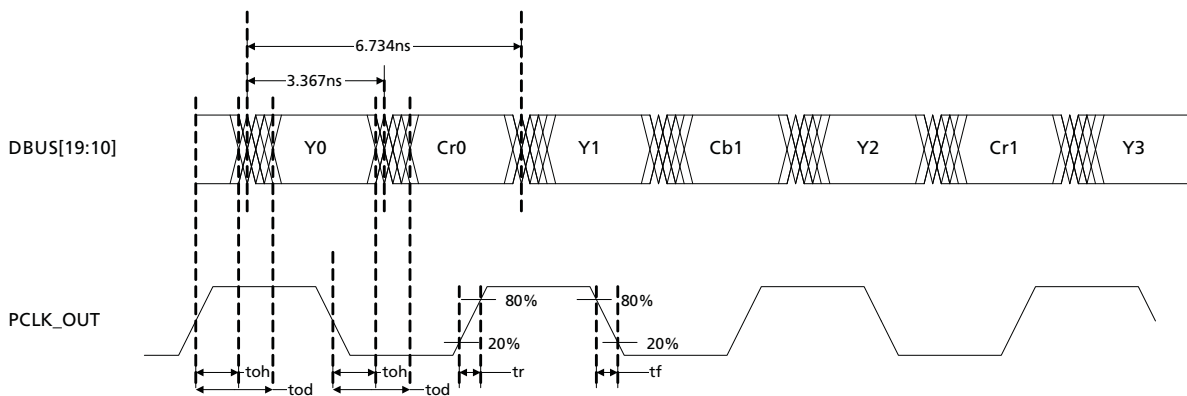 6.734ns
3.367ns
DBUS[19:10] Y0 Cr0 Y1 Cb1 Y2 Cr1 Y3
PCLK_OUT 80% 80%
20% 20%
toh toh tr tf
tod tod